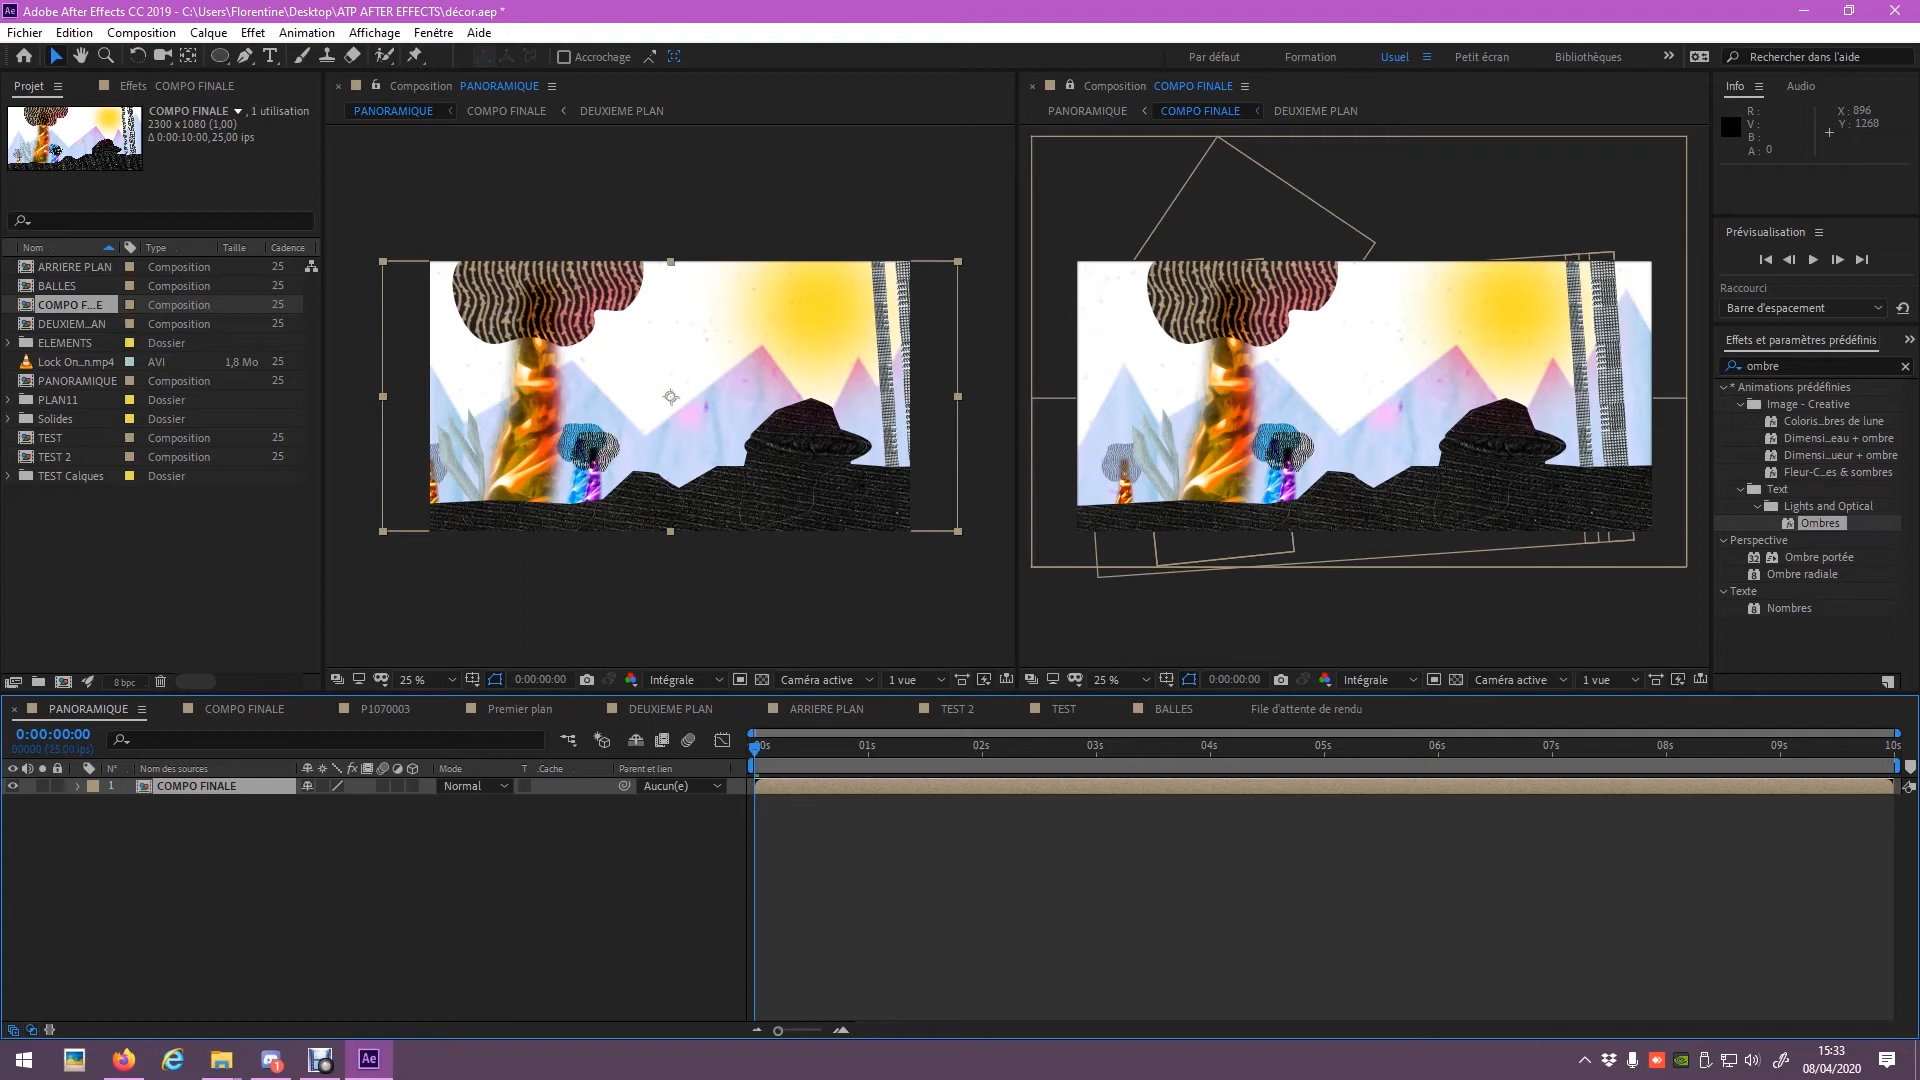 Adobe After Effects CC 2019 - C:\Users\Florentine\Desktop\ATP AFTER EFFECTS\décor.aep *
Fichier Edition Composition Calque Effet Animation Affichage Fenêtre Aide
Accrochage Par défaut Formation Usuel Petit écran Bibliothèques Rechercher dans l'aide
Projet Effets COMPO FINALE
COMPO FINALE , 1 utilisation
2300 x 1080 (1,00)
Δ 0:00:10:00, 25,00 ips
Nom Type Taille Cadence
ARRIERE PLAN Composition 25
BALLES Composition 25
COMPO F...E Composition 25
DEUXIEM...AN Composition 25
ELEMENTS Dossier
Lock On...n.mp4 AVI 1,8 Mo 25
PANORAMIQUE Composition 25
PLAN11 Dossier
Solides Dossier
TEST Composition 25
TEST 2 Composition 25
TEST Calques Dossier
8 bpc
Composition PANORAMIQUE
PANORAMIQUE COMPO FINALE DEUXIEME PLAN
25 % 0:00:00:00 Intégrale Caméra active 1 vue
Composition COMPO FINALE
PANORAMIQUE COMPO FINALE DEUXIEME PLAN
25 % 0:00:00:00 Intégrale Caméra active 1 vue
Info Audio
R :
V :
B :
A : 0
X : 896
Y : 1268
Prévisualisation
Raccourci
Barre d'espacement
Effets et paramètres prédéfinis
ombre
* Animations prédéfinies
Image - Creative
Coloris...bres de lune
Dimensi...eau + ombre
Dimensi...ueur + ombre
Fleur-C...es & sombres
Text
Lights and Optical
Ombres
Perspective
32 Ombre portée
8 Ombre radiale
Texte
8 Nombres
PANORAMIQUE COMPO FINALE P1070003 Premier plan DEUXIEME PLAN ARRIERE PLAN TEST 2 TEST BALLES File d'attente de rendu
0:00:00:00
00000 (25.00 ips)
00s 01s 02s 03s 04s 05s 06s 07s 08s 09s 10s
N° Nom des sources fx Mode T .Cache Parent et lien
1 COMPO FINALE Normal Aucun(e)
Ae
1
15:33
08/04/2020